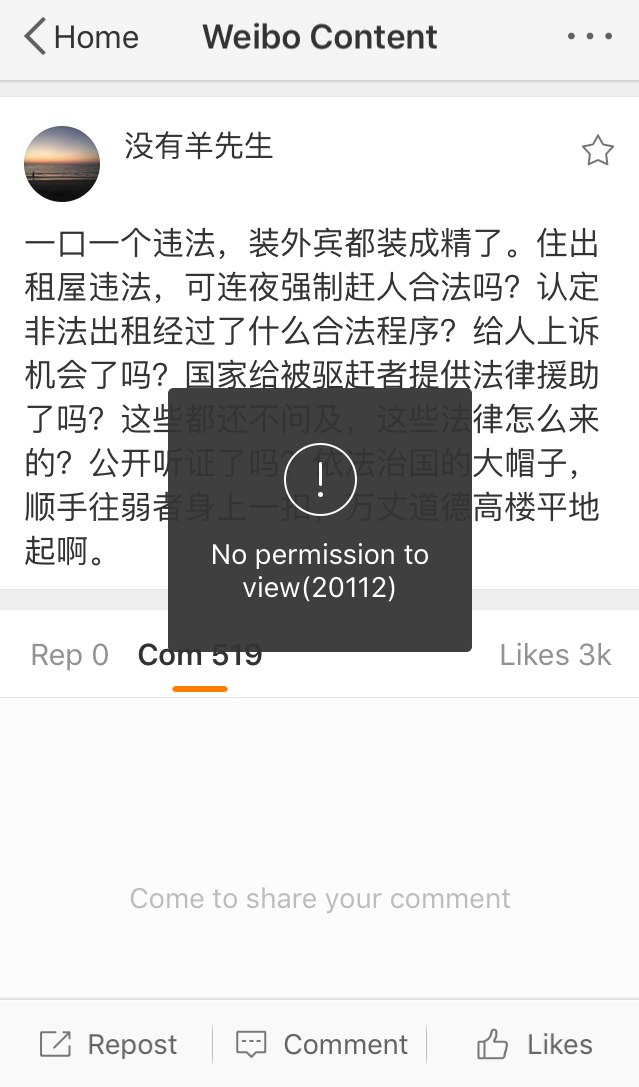 Home
Weibo Content
没有羊先生
一口一个违法，装外宾都装成精了。住出
租屋违法，可连夜强制赶人合法吗？认定
非法出租经过了什么合法程序？给人上诉
机会了吗？国家给被驱赶者提供法律援助
了吗？这些都还不问及，这些法律怎么来
的？公开听证了吗？依法治国的大帽子，
顺手往弱者身上一扣，万丈道德高楼平地
起啊。
No permission to
view(20112)
Rep 0
Com 519
Likes 3k
Come to share your comment
Repost
Comment
Likes